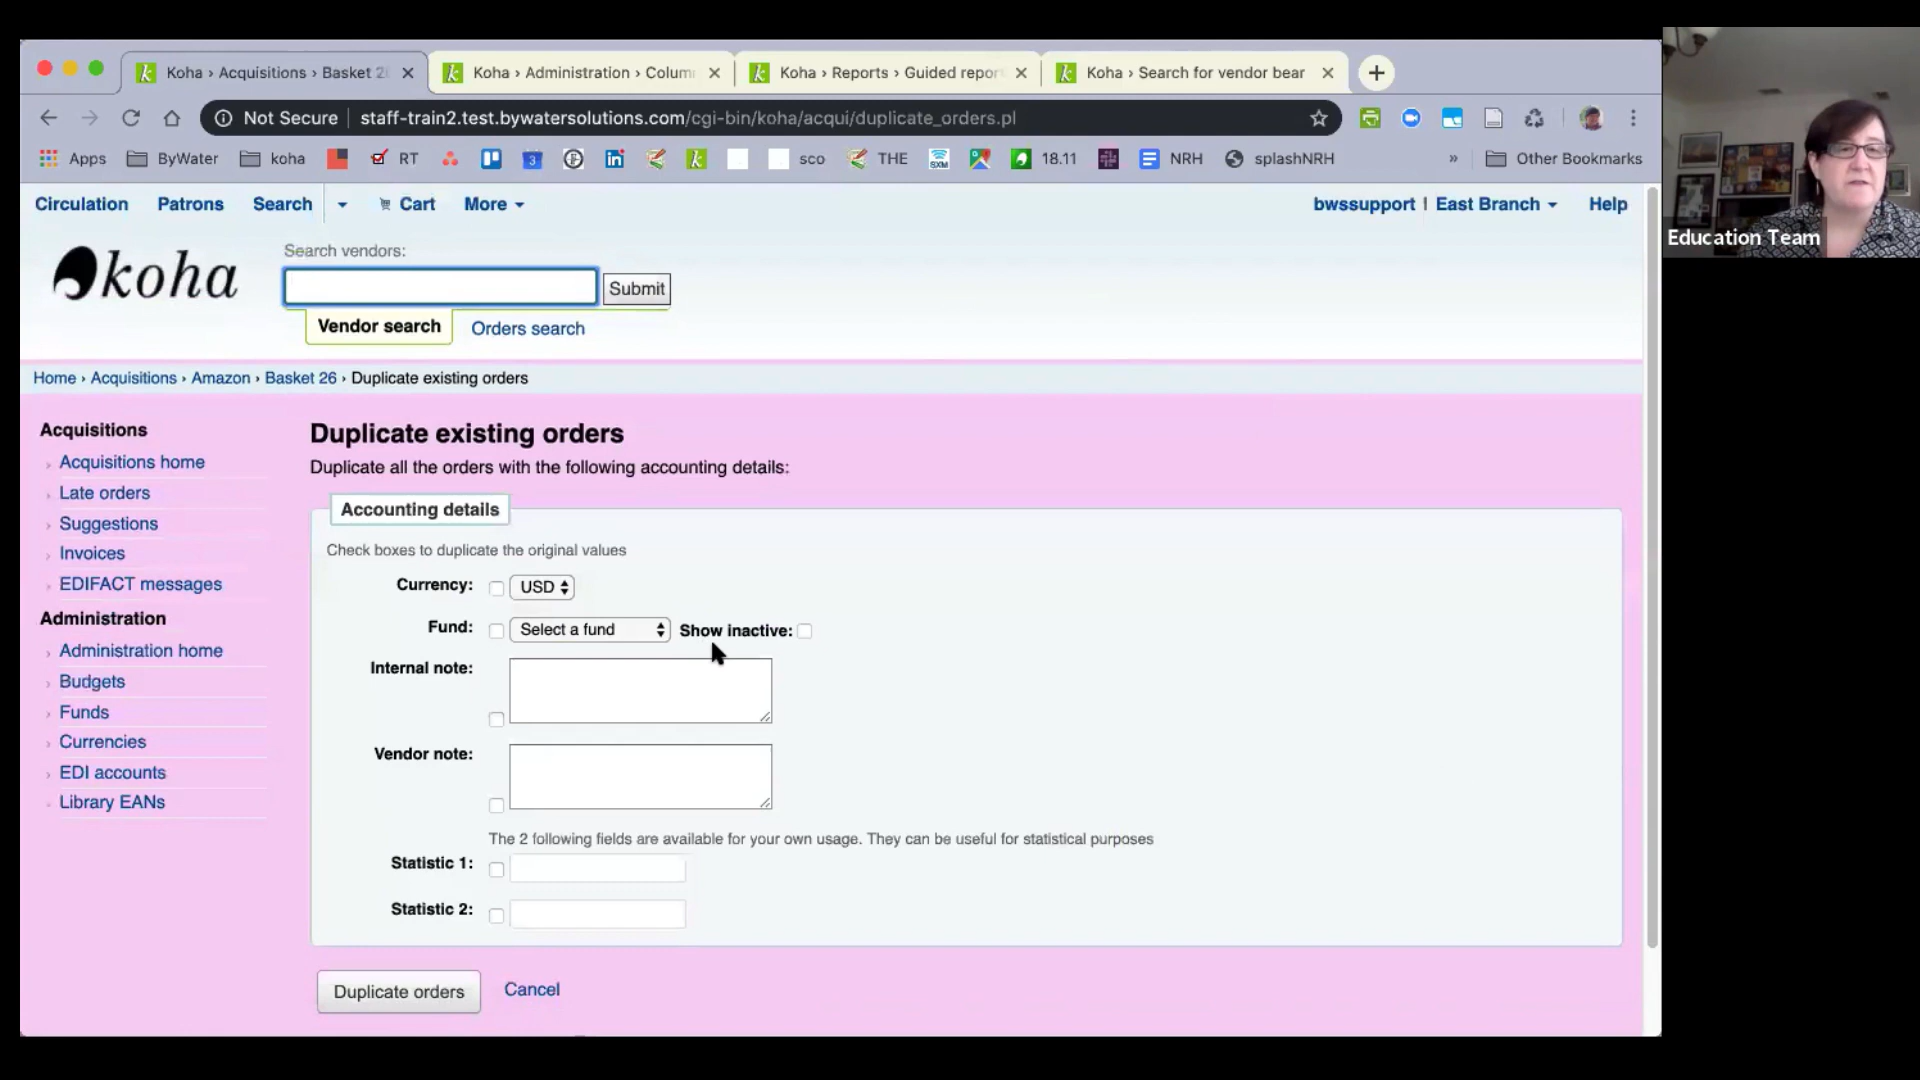 Koha › Acquisitions › Basket 2
Koha › Administration › Colum
Koha › Reports › Guided repor
Koha › Search for vendor bear
Not Secure
staff-train2.test.bywatersolutions.com/cgi-bin/koha/acqui/duplicate_orders.pl
Apps
ByWater
koha
RT
3
in
k
sco
THE
SXM
18.11
NRH
splashNRH
»
Other Bookmarks
Circulation
Patrons
Search
Cart
More
bwssupport | East Branch
Help
koha
Search vendors:
Submit
Vendor search
Orders search
Home › Acquisitions › Amazon › Basket 26 › Duplicate existing orders
Acquisitions
Acquisitions home
Late orders
Suggestions
Invoices
EDIFACT messages
Administration
Administration home
Budgets
Funds
Currencies
EDI accounts
Library EANs
Duplicate existing orders
Duplicate all the orders with the following accounting details:
Accounting details
Check boxes to duplicate the original values
Currency:
USD
Fund:
Select a fund
Show inactive:
Internal note:
Vendor note:
The 2 following fields are available for your own usage. They can be useful for statistical purposes
Statistic 1:
Statistic 2:
Duplicate orders
Cancel
Education Team